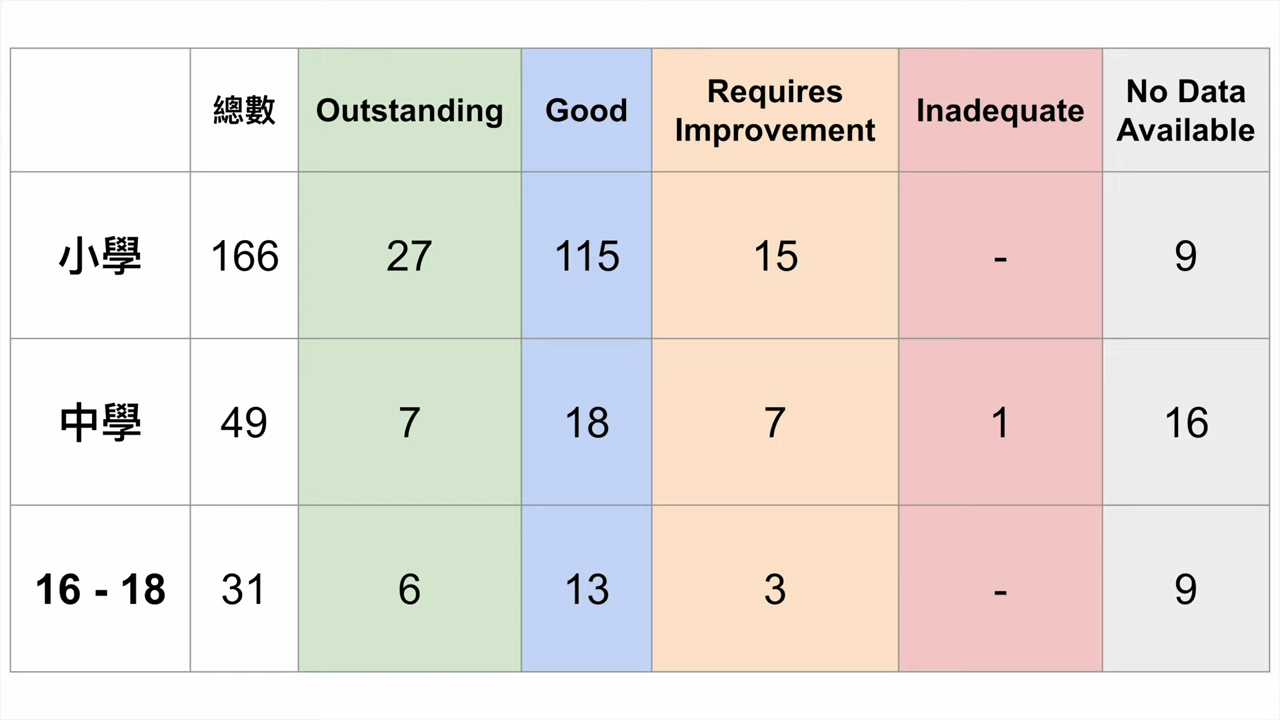 總數 Outstanding Good Requires Improvement Inadequate No Data Available
小學 166 27 115 15 - 9
中學 49 7 18 7 1 16
16 - 18 31 6 13 3 - 9